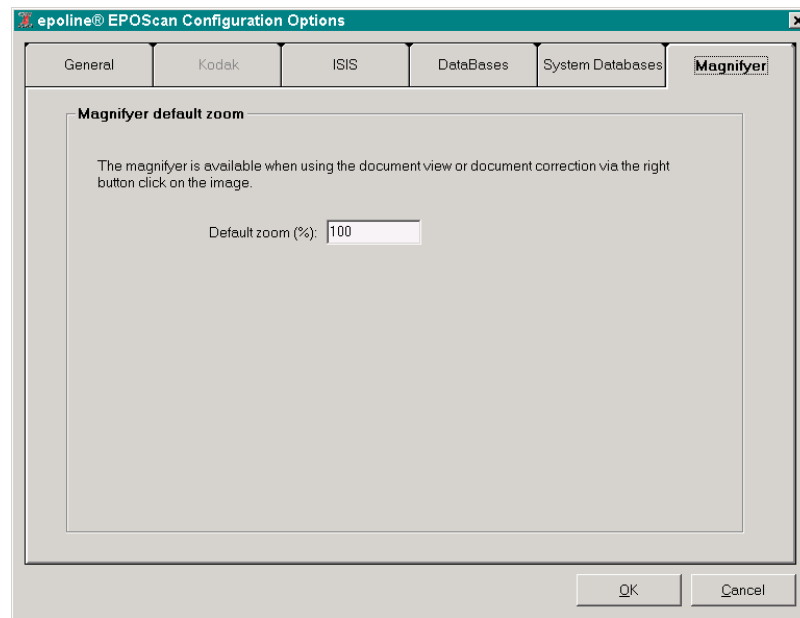 epoline® EPOScan Configuration Options
General Kodak ISIS DataBases System Databases Magnifyer
Magnifyer default zoom
The magnifyer is available when using the document view or document correction via the right
button click on the image.
Default zoom (%): 100
OK Cancel